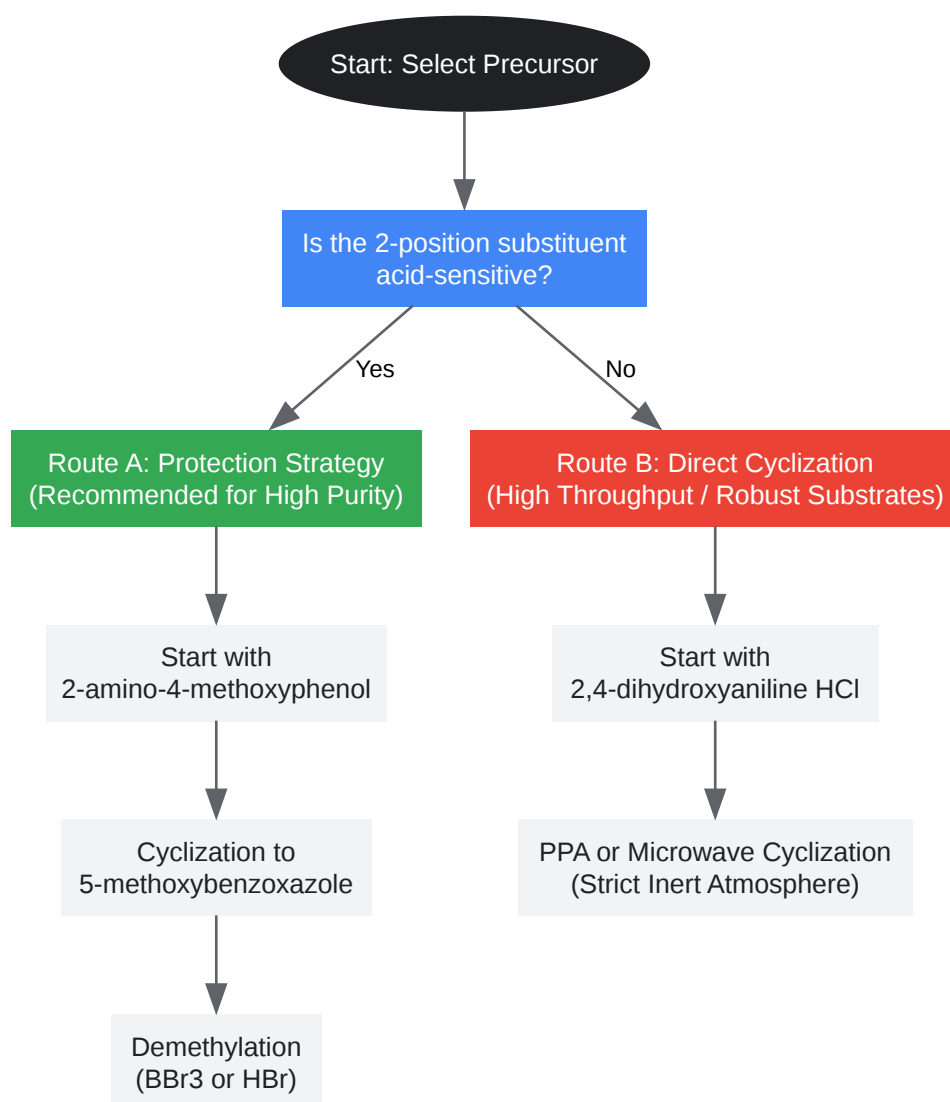 Start: Select Precursor
Is the 2-position substituent
acid-sensitive?
Yes
No
Route A: Protection Strategy
(Recommended for High Purity)
Route B: Direct Cyclization
(High Throughput / Robust Substrates)
Start with
2-amino-4-methoxyphenol
Start with
2,4-dihydroxyaniline HCl
Cyclization to
5-methoxybenzoxazole
PPA or Microwave Cyclization
(Strict Inert Atmosphere)
Demethylation
(BBr3 or HBr)